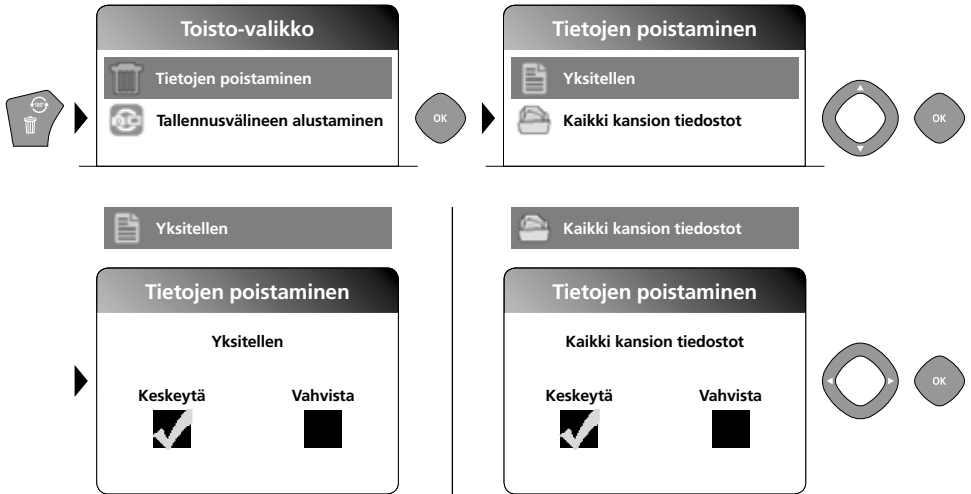 Toisto-valikko
Tietojen poistaminen
Tallennusvälineen alustaminen
180°
OK
Tietojen poistaminen
Yksitellen
Kaikki kansion tiedostot
OK
Yksitellen
Tietojen poistaminen
Yksitellen
Keskeytä Vahvista
Kaikki kansion tiedostot
Tietojen poistaminen
Kaikki kansion tiedostot
Keskeytä Vahvista
OK